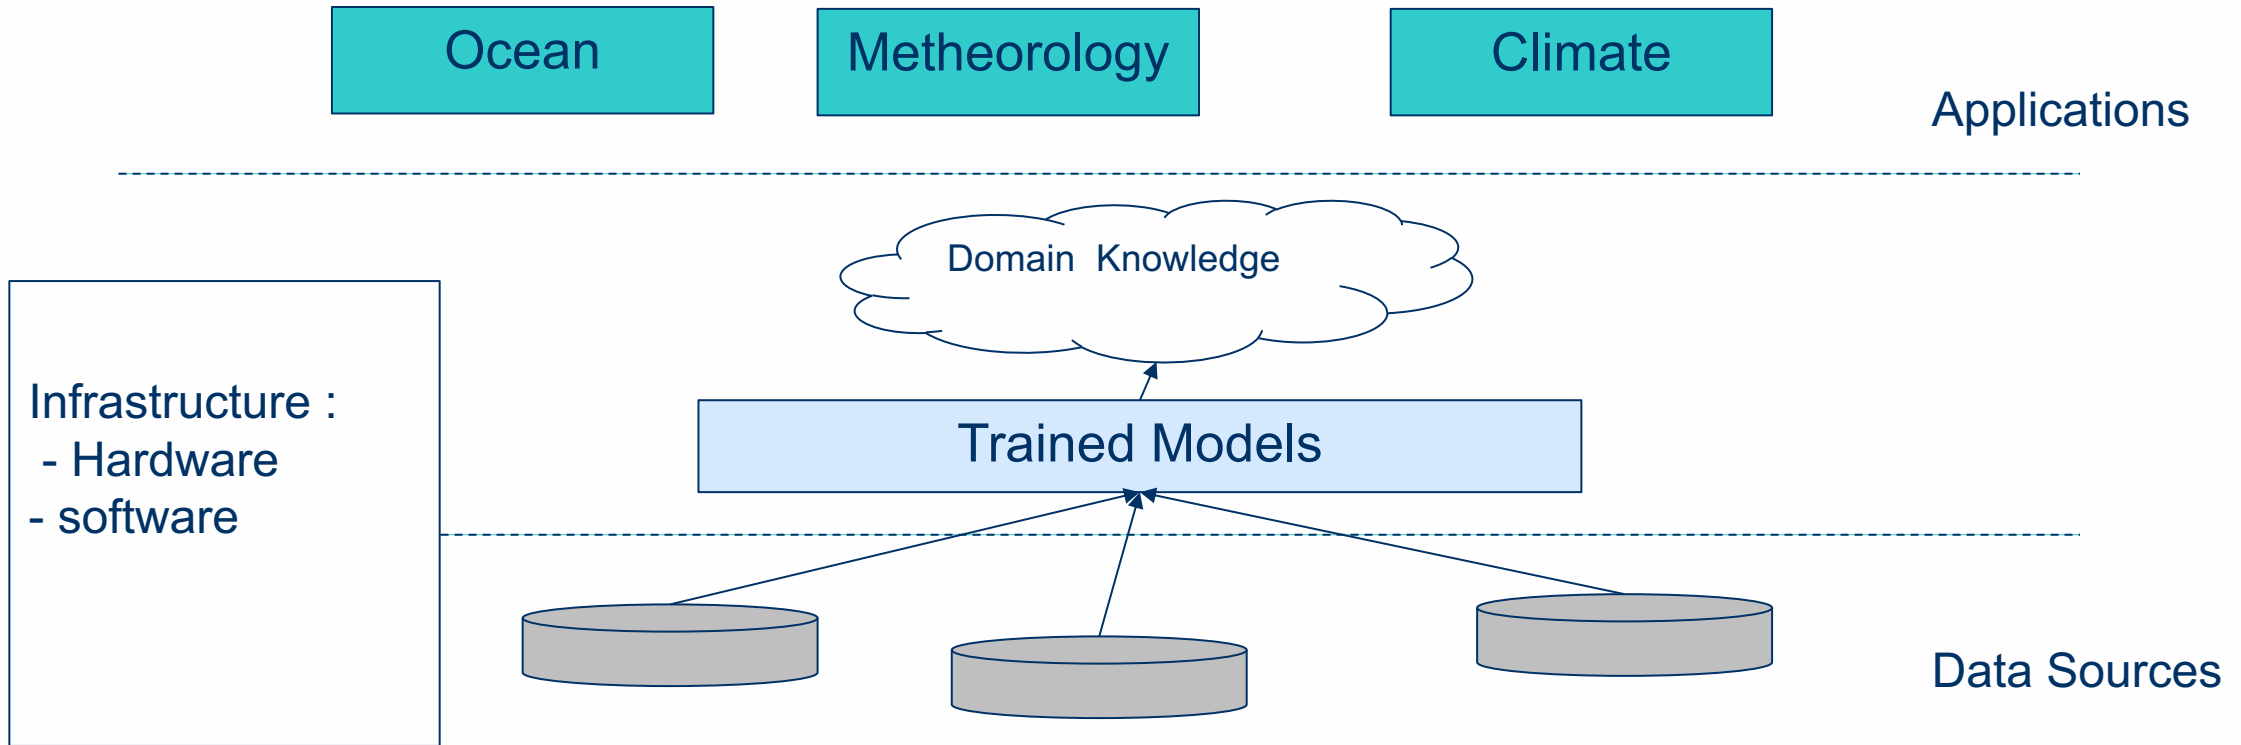 Ocean
Metheorology
Climate
Applications
Domain  Knowledge
Infrastructure :
- Hardware
- software
Trained Models
Data Sources